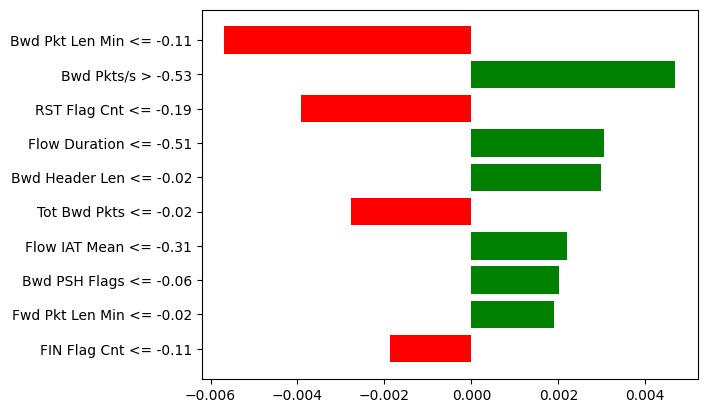 Bwd Pkt Len Min <= -0.11
Bwd Pkts/s > -0.53
RST Flag Cnt <= -0.19
Flow Duration <= -0.51
Bwd Header Len <= -0.02
Tot Bwd Pkts <= -0.02
Flow IAT Mean <= -0.31
Bwd PSH Flags <= -0.06
Fwd Pkt Len Min <= -0.02
FIN Flag Cnt <= -0.11
−0.006 −0.004 −0.002 0.000 0.002 0.004